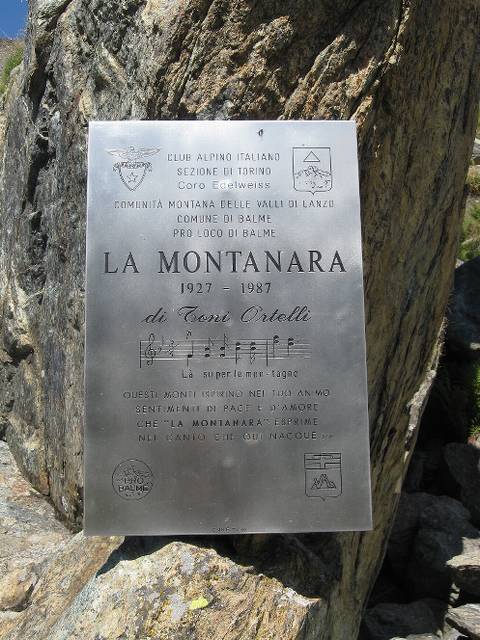 CLUB ALPINO ITALIANO
SEZIONE DI TORINO
Coro Edelweiss
COMUNITÀ MONTANA DELLE VALLI DI LANZO
COMUNE DI BALME
PRO LOCO DI BALME
LA MONTANARA
1927 - 1987
di Toni Ortelli
Là su per le mon-tagne
QUESTI MONTI ISPIRINO NEL TUO ANIMO
SENTIMENTI DI PACE E D'AMORE
CHE "LA MONTANARA" ESPRIME
NEL CANTO CHE QUI NACQUE
PRO
BALME